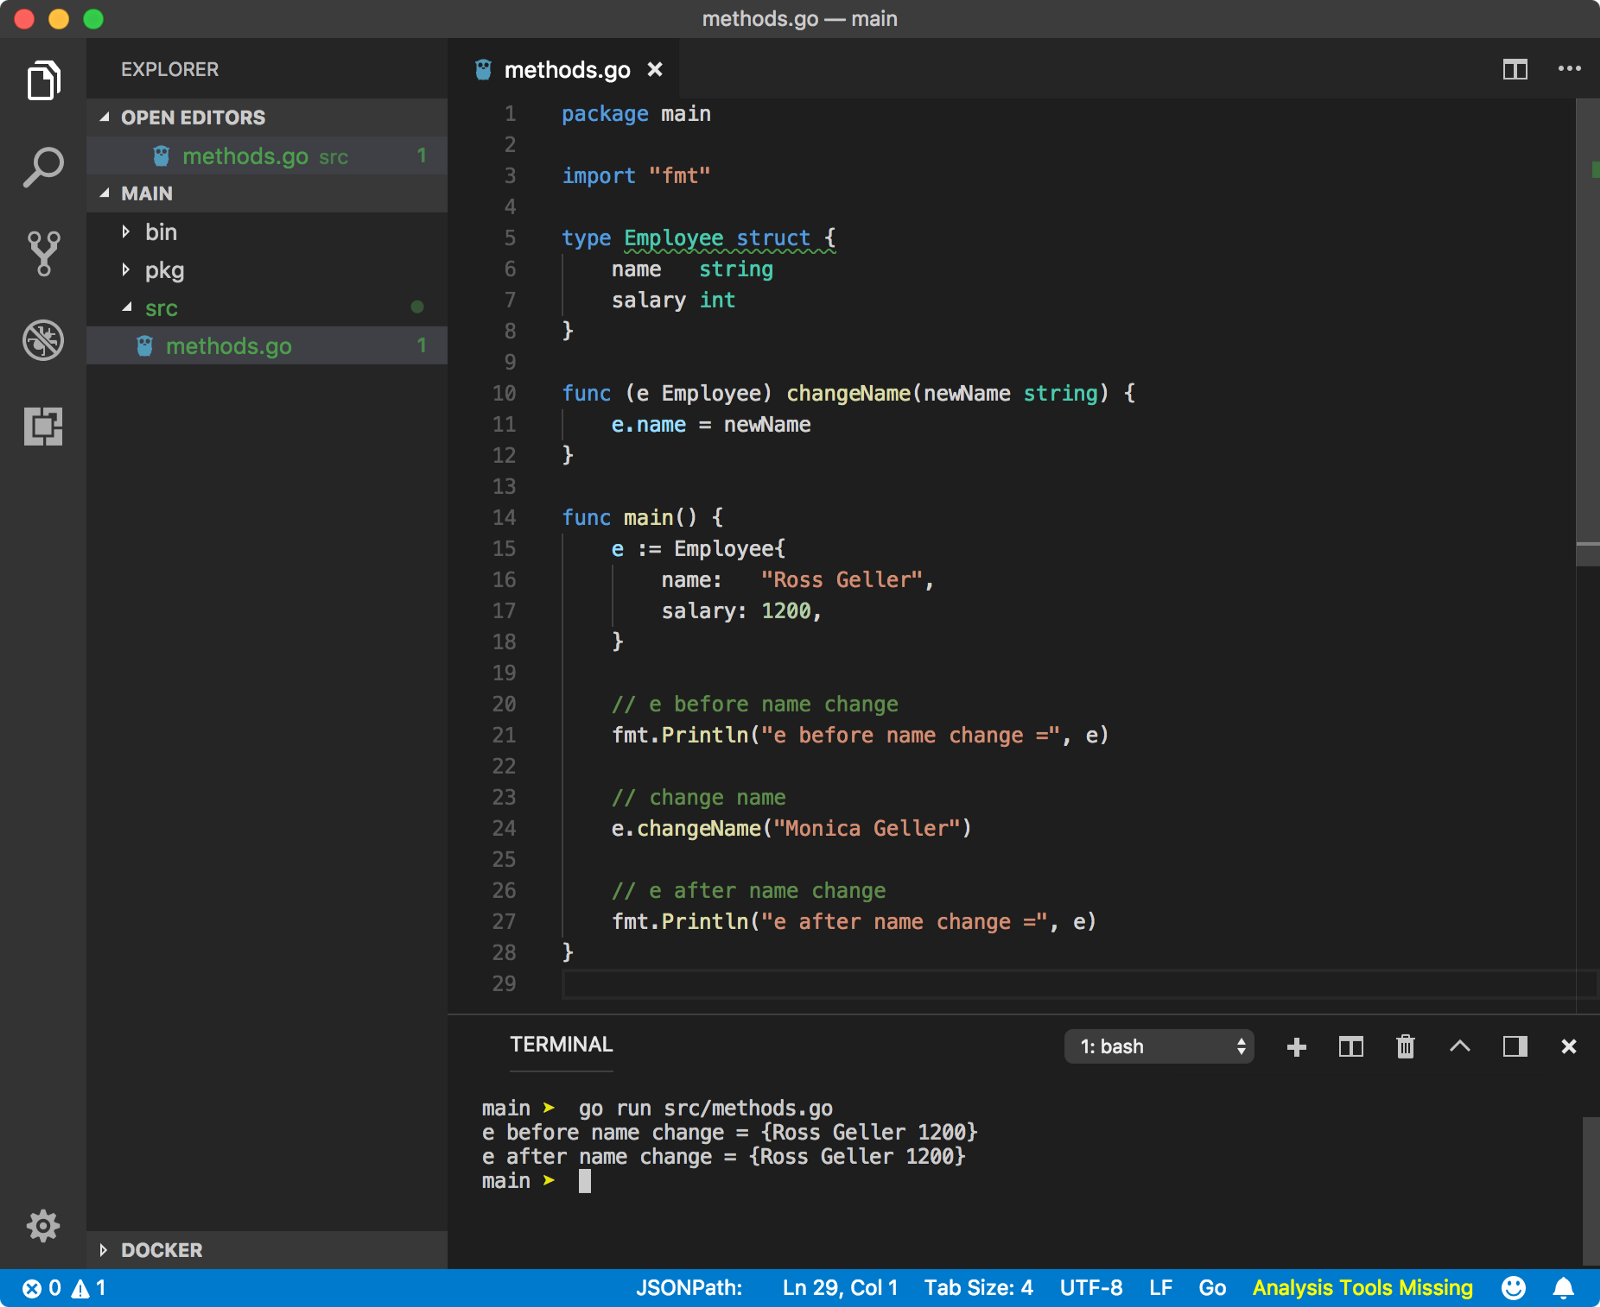 methods.go — main
EXPLORER
OPEN EDITORS
methods.go src 1
MAIN
bin
pkg
src
methods.go 1
DOCKER
methods.go
1 package main
2
3 import "fmt"
4
5 type Employee struct {
6 name   string
7 salary int
8 }
9
10 func (e Employee) changeName(newName string) {
11 e.name = newName
12 }
13
14 func main() {
15 e := Employee{
16 name:   "Ross Geller",
17 salary: 1200,
18 }
19
20 // e before name change
21 fmt.Println("e before name change =", e)
22
23 // change name
24 e.changeName("Monica Geller")
25
26 // e after name change
27 fmt.Println("e after name change =", e)
28 }
29
TERMINAL
1: bash
main ➤ go run src/methods.go
e before name change = {Ross Geller 1200}
e after name change = {Ross Geller 1200}
main ➤
0 1 JSONPath: Ln 29, Col 1 Tab Size: 4 UTF-8 LF Go Analysis Tools Missing